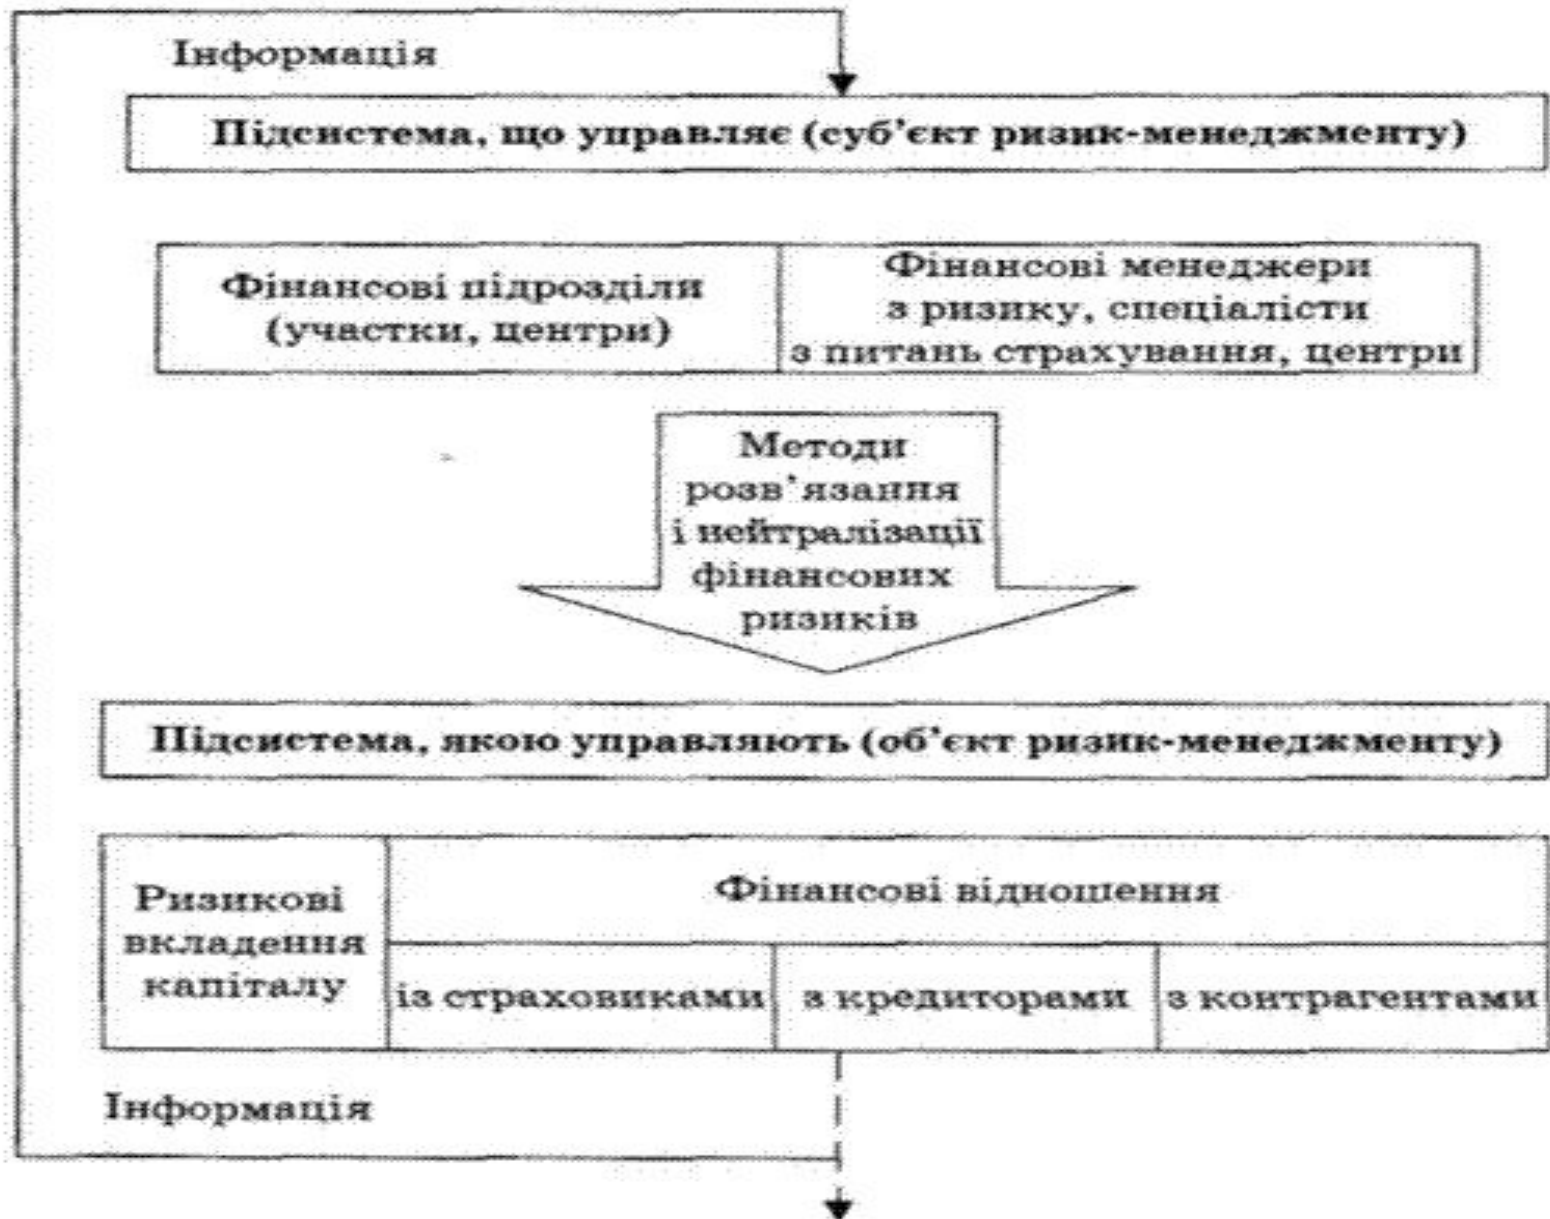 Інформація
Підсистема, що управляє (суб'єкт ризик-менеджменту)
Фінансові підрозділи
(участки, центри)
Фінансові менеджери
з ризику, спеціалісти
з питань страхування, центри
Методи
розв'язання
і нейтралізації
фінансових
ризиків
Підсистема, якою управляють (об'єкт ризик-менеджменту)
Ризикові
вкладення
капіталу
Фінансові відношення
із страховиками
з кредиторами
з контрагентами
Інформація